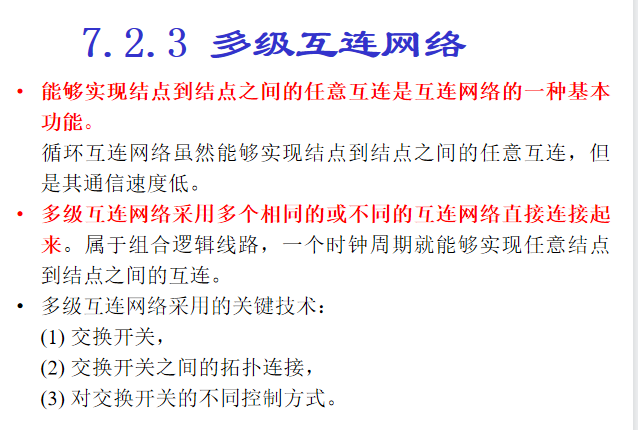 7.2.3 多级互连网络
• 能够实现结点到结点之间的任意互连是互连网络的一种基本
功能。
循环互连网络虽然能够实现结点到结点之间的任意互连，但
是其通信速度低。
• 多级互连网络采用多个相同的或不同的互连网络直接连接起
来。属于组合逻辑线路，一个时钟周期就能够实现任意结点
到结点之间的互连。
• 多级互连网络采用的关键技术：
(1) 交换开关，
(2) 交换开关之间的拓扑连接，
(3) 对交换开关的不同控制方式。